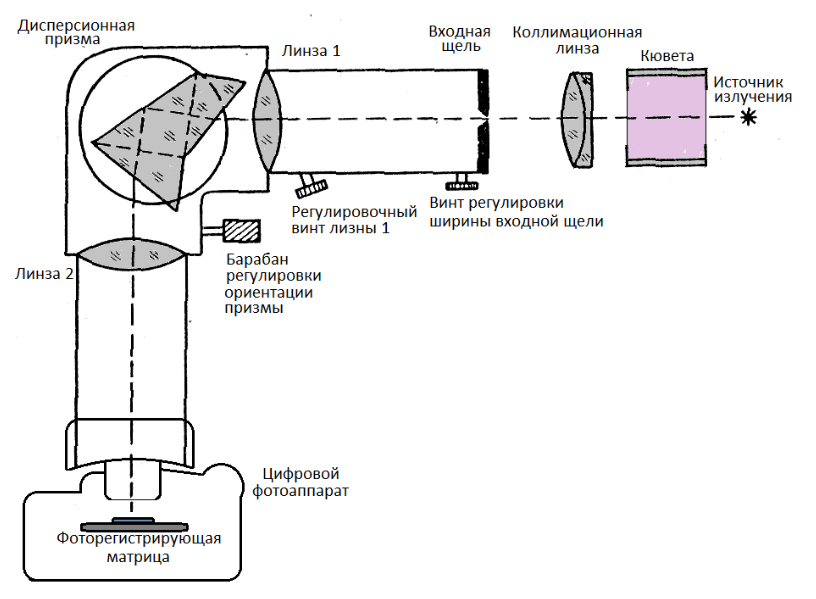 Дисперсионная
призма
Линза 1
Входная
щель
Коллимационная
линза
Кювета
Источник
излучения
Регулировочный
винт лизны 1
Винт регулировки
ширины входной щели
Линза 2
Барабан
регулировки
ориентации
призмы
Цифровой
фотоаппарат
Фоторегистрирующая
матрица